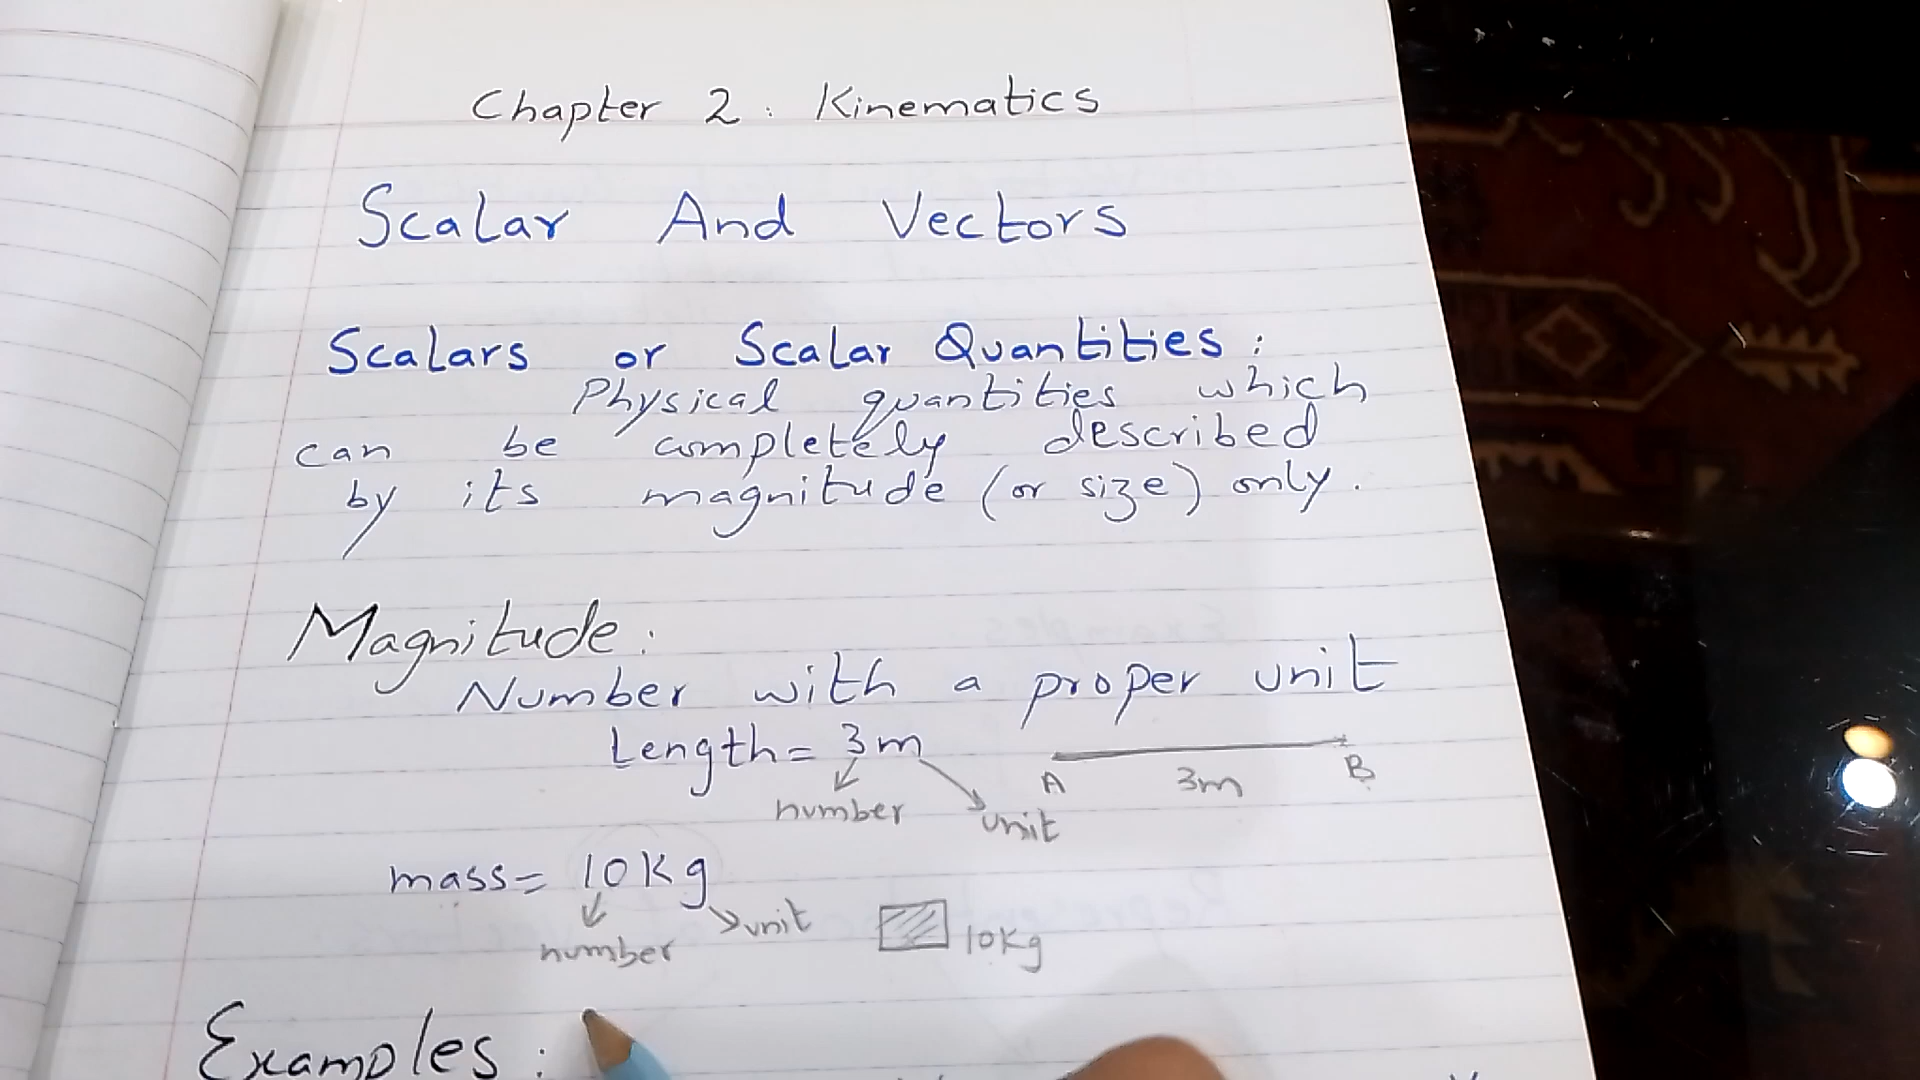 Chapter 2 : Kinematics
Scalar And Vectors
Scalars or Scalar Quantities :
Physical quantities which
can be completely described
by its magnitude (or size) only.
Magnitude :
Number with a proper unit
Length = 3m
number
unit
A 3m B
mass = 10kg
number
unit
10kg
Examples :